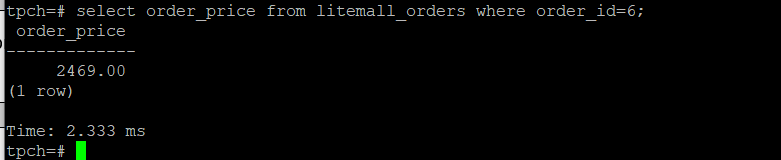 tpch=# select order_price from litemall_orders where order_id=6;
 order_price
-------------
     2469.00
(1 row)

Time: 2.333 ms
tpch=#